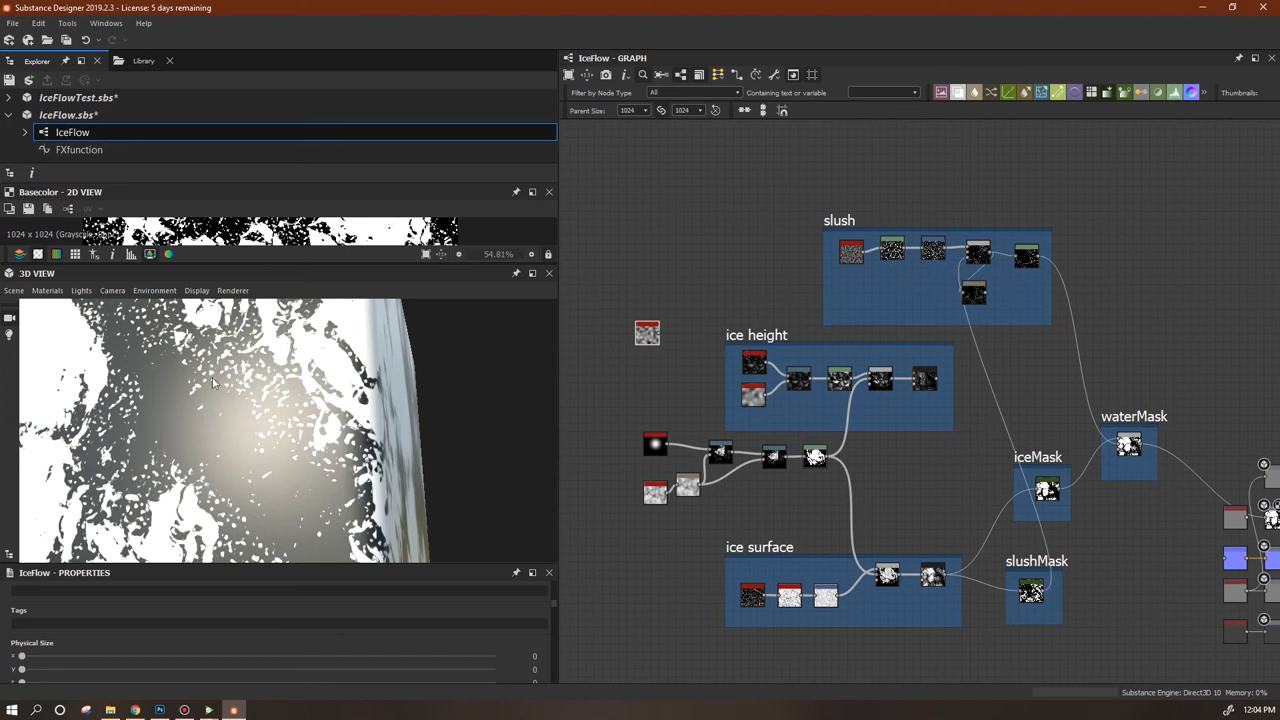 Substance Designer 2019.2.3 - License: 5 days remaining
File Edit Tools Windows Help
Explorer
Library
IceFlowTest.sbs*
IceFlow.sbs*
IceFlow
FXfunction
Basecolor - 2D VIEW
1024 x 1024 (Grayscale,
54.81%
3D VIEW
Scene Materials Lights Camera Environment Display Renderer
IceFlow - PROPERTIES
Tags
Physical Size
x 0
y 0
IceFlow - GRAPH
Filter by Node Type All Containing text or variable
Thumbnails:
Parent Size: 1024 1024
slush
ice height
waterMask
iceMask
ice surface
slushMask
Substance Engine: Direct3D 10 Memory: 0%
12:04 PM